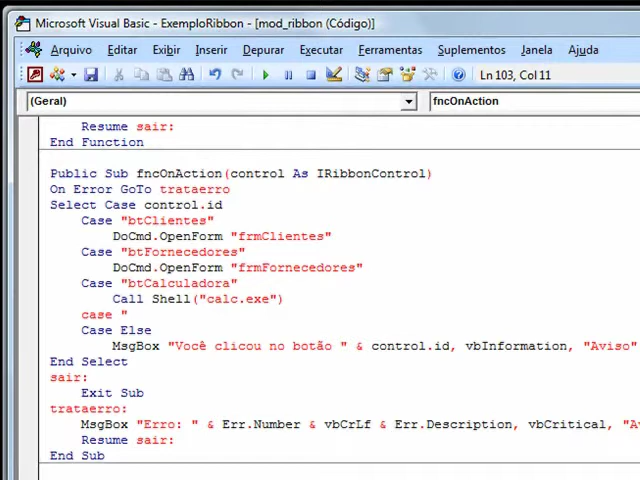 Microsoft Visual Basic - ExemploRibbon - [mod_ribbon (Código)]
Arquivo Editar Exibir Inserir Depurar Executar Ferramentas Suplementos Janela Ajuda
Ln 103, Col 11
(Geral) fncOnAction
Resume sair:
End Function
Public Sub fncOnAction(control As IRibbonControl)
On Error GoTo trataerro
Select Case control.id
Case "btClientes"
DoCmd.OpenForm "frmClientes"
Case "btFornecedores"
DoCmd.OpenForm "frmFornecedores"
Case "btCalculadora"
Call Shell("calc.exe")
case "
Case Else
MsgBox "Você clicou no botão " & control.id, vbInformation, "Aviso"
End Select
sair:
Exit Sub
trataerro:
MsgBox "Erro: " & Err.Number & vbCrLf & Err.Description, vbCritical, "Av
Resume sair:
End Sub